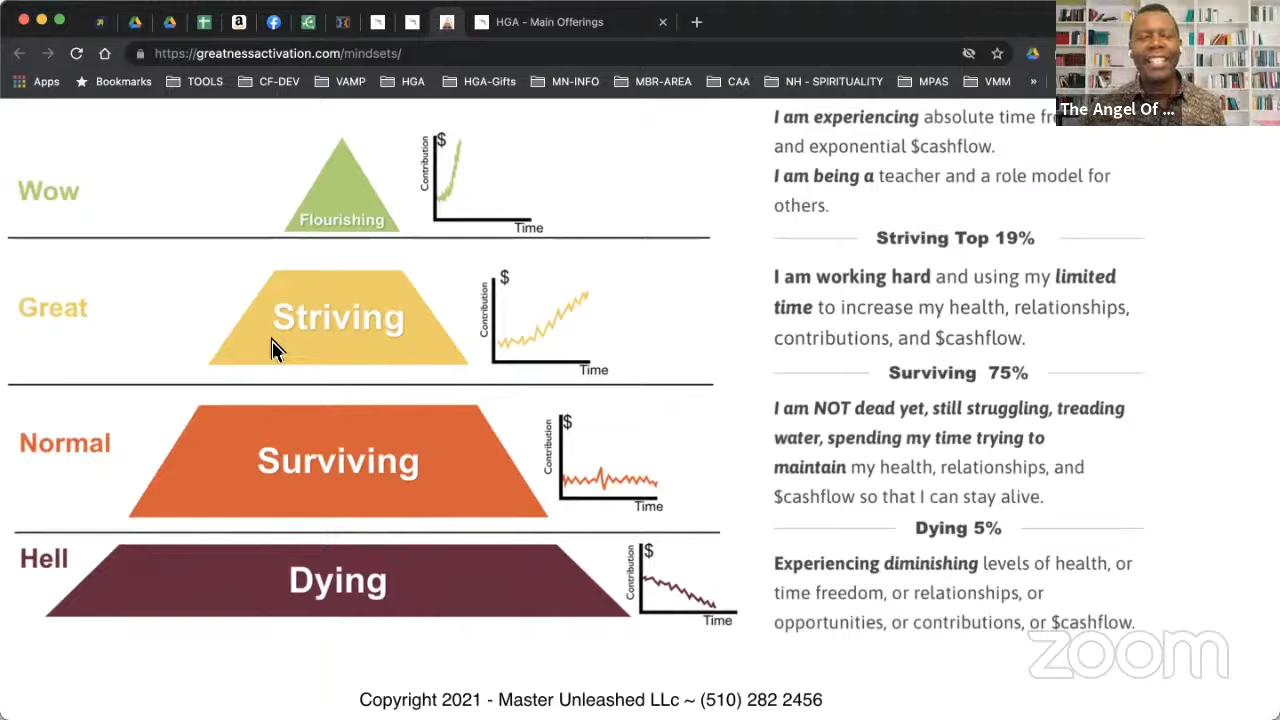 HGA - Main Offerings
https://greatnessactivation.com/mindsets/
Apps
Bookmarks
TOOLS
CF-DEV
VAMP
HGA
HGA-Gifts
MN-INFO
MBR-AREA
CAA
NH - SPIRITUALITY
MPAS
VMM
»
The Angel Of ...
Wow
Flourishing
Contribution
$
Time
Great
Striving
Contribution
$
Time
Normal
Surviving
Contribution
$
Time
Hell
Dying
Contribution
$
Time
I am experiencing absolute time
and exponential $cashflow.
I am being a teacher and a role model for
others.
Striving Top 19%
I am working hard and using my limited
time to increase my health, relationships,
contributions, and $cashflow.
Surviving 75%
I am NOT dead yet, still struggling, treading
water, spending my time trying to
maintain my health, relationships, and
$cashflow so that I can stay alive.
Dying 5%
Experiencing diminishing levels of health, or
time freedom, or relationships, or
opportunities, or contributions, or $cashflow.
zoom
Copyright 2021 - Master Unleashed LLc ~ (510) 282 2456